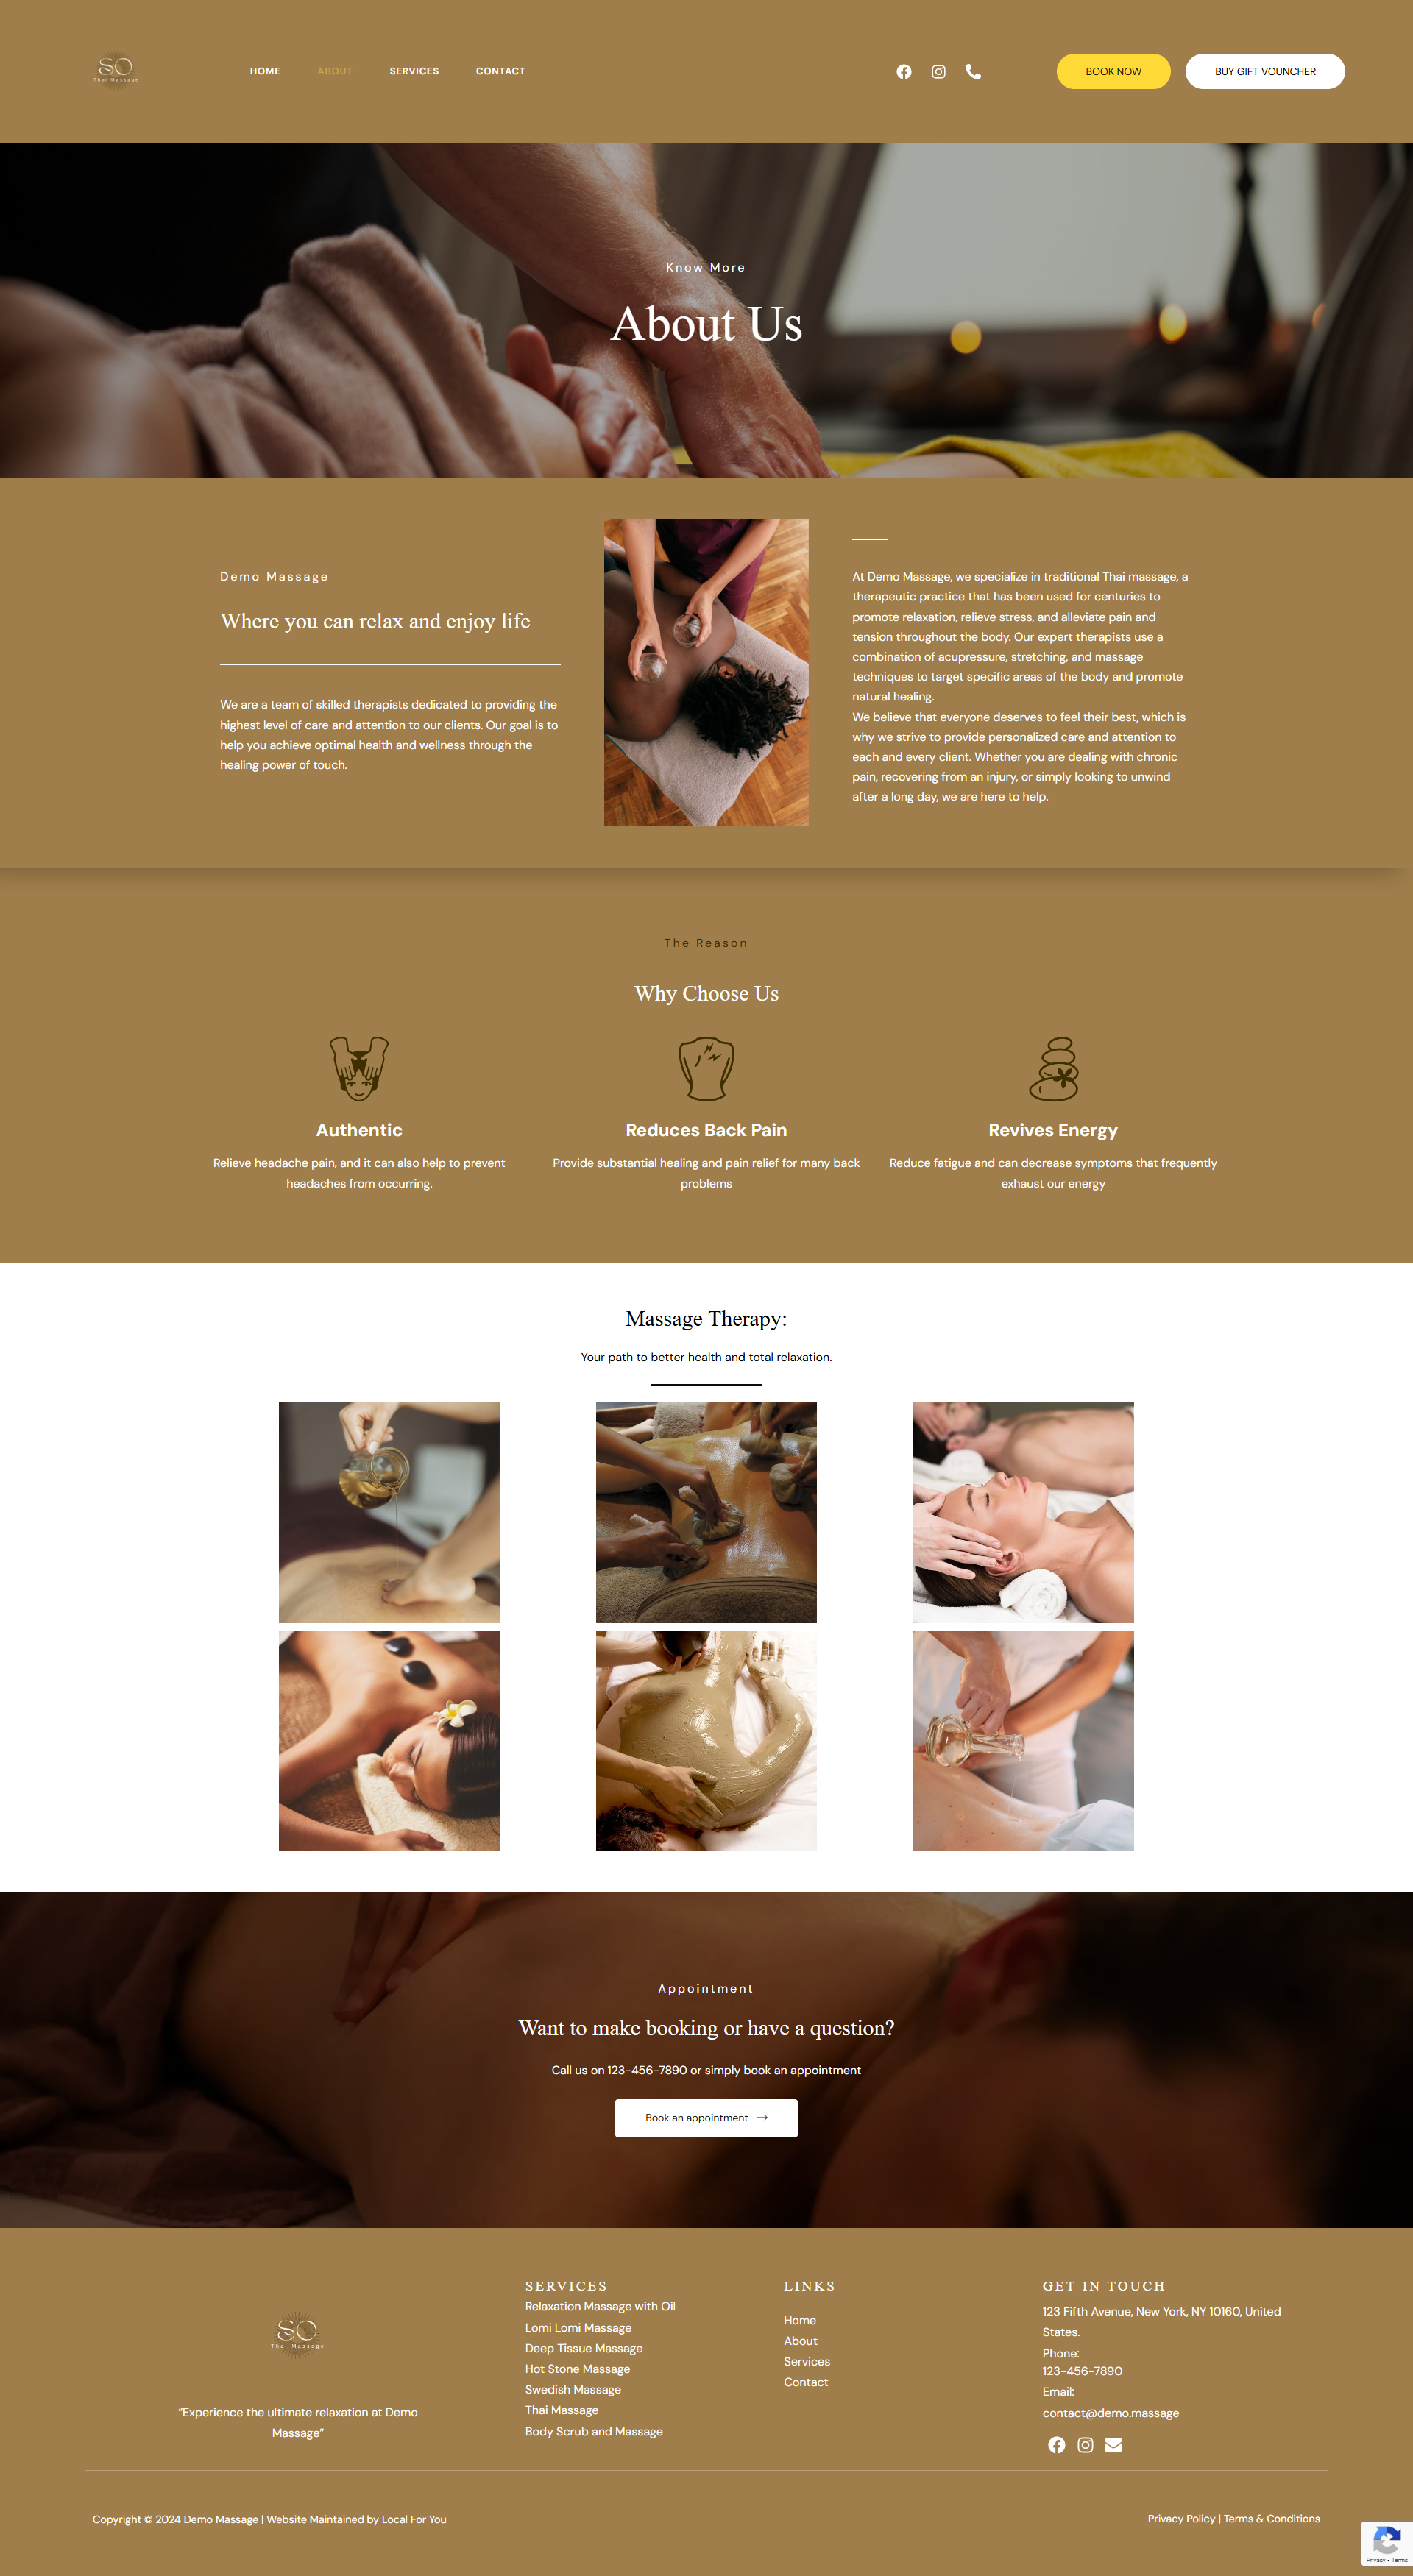 SO
Thai Massage
HOME
ABOUT
SERVICES
CONTACT
BOOK NOW
BUY GIFT VOUNCHER
Know More
About Us
Demo Massage
Where you can relax and enjoy life
We are a team of skilled therapists dedicated to providing the
highest level of care and attention to our clients. Our goal is to
help you achieve optimal health and wellness through the
healing power of touch.
At Demo Massage, we specialize in traditional Thai massage, a
therapeutic practice that has been used for centuries to
promote relaxation, relieve stress, and alleviate pain and
tension throughout the body. Our expert therapists use a
combination of acupressure, stretching, and massage
techniques to target specific areas of the body and promote
natural healing.
We believe that everyone deserves to feel their best, which is
why we strive to provide personalized care and attention to
each and every client. Whether you are dealing with chronic
pain, recovering from an injury, or simply looking to unwind
after a long day, we are here to help.
The Reason
Why Choose Us
Authentic
Relieve headache pain, and it can also help to prevent
headaches from occurring.
Reduces Back Pain
Provide substantial healing and pain relief for many back
problems
Revives Energy
Reduce fatigue and can decrease symptoms that frequently
exhaust our energy
Massage Therapy:
Your path to better health and total relaxation.
Appointment
Want to make booking or have a question?
Call us on 123-456-7890 or simply book an appointment
Book an appointment →
SO
Thai Massage
“Experience the ultimate relaxation at Demo
Massage”
SERVICES
Relaxation Massage with Oil
Lomi Lomi Massage
Deep Tissue Massage
Hot Stone Massage
Swedish Massage
Thai Massage
Body Scrub and Massage
LINKS
Home
About
Services
Contact
GET IN TOUCH
123 Fifth Avenue, New York, NY 10160, United
States.
Phone:
123-456-7890
Email:
contact@demo.massage
Copyright © 2024 Demo Massage | Website Maintained by Local For You
Privacy Policy | Terms & Conditions
Privacy - Terms